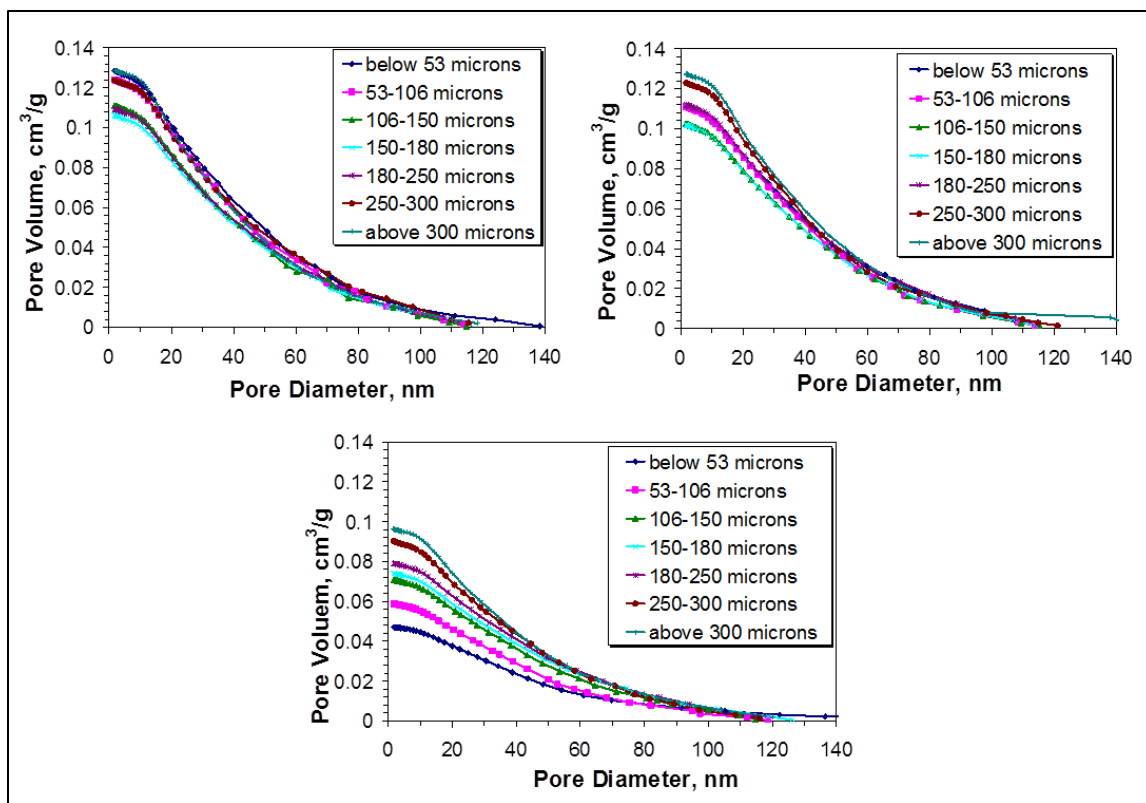 0.14
0.12
0.1
0.08
0.06
0.04
0.02
0
Pore Volume, cm³/g
0 20 40 60 80 100 120 140
Pore Diameter, nm
below 53 microns
53-106 microns
106-150 microns
150-180 microns
180-250 microns
250-300 microns
above 300 microns
0.14
0.12
0.1
0.08
0.06
0.04
0.02
0
Pore Volume, cm³/g
0 20 40 60 80 100 120 140
Pore Diameter, nm
below 53 microns
53-106 microns
106-150 microns
150-180 microns
180-250 microns
250-300 microns
above 300 microns
0.14
0.12
0.1
0.08
0.06
0.04
0.02
0
Pore Voluem, cm³/g
0 20 40 60 80 100 120 140
Pore Diameter, nm
below 53 microns
53-106 microns
106-150 microns
150-180 microns
180-250 microns
250-300 microns
above 300 microns